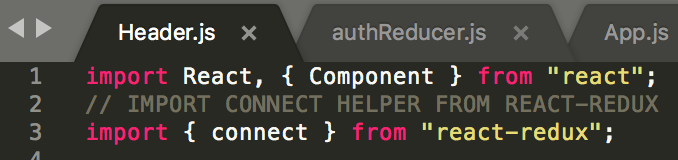 Header.js × authReducer.js × App.js
1 import React, { Component } from "react";
2 // IMPORT CONNECT HELPER FROM REACT-REDUX
3 import { connect } from "react-redux";
4